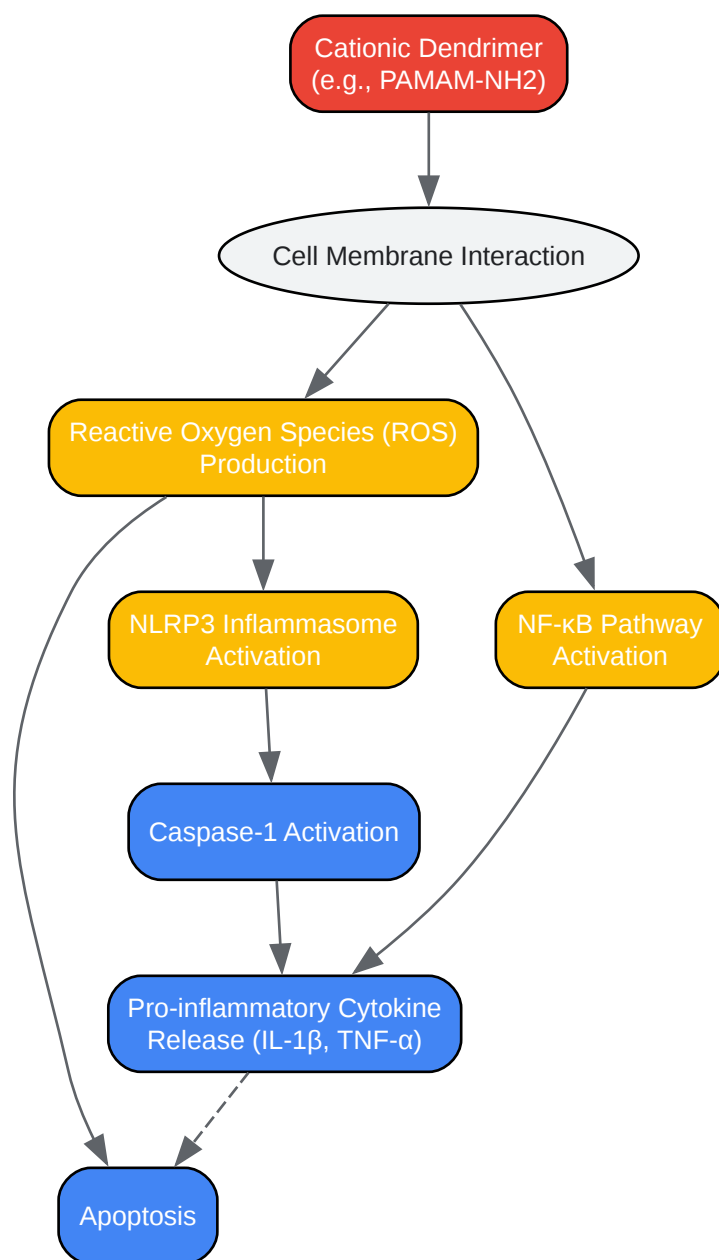 Cationic Dendrimer
(e.g., PAMAM-NH2)
Cell Membrane Interaction
Reactive Oxygen Species (ROS)
Production
NLRP3 Inflammasome
Activation
NF-κB Pathway
Activation
Caspase-1 Activation
Pro-inflammatory Cytokine
Release (IL-1β, TNF-α)
Apoptosis